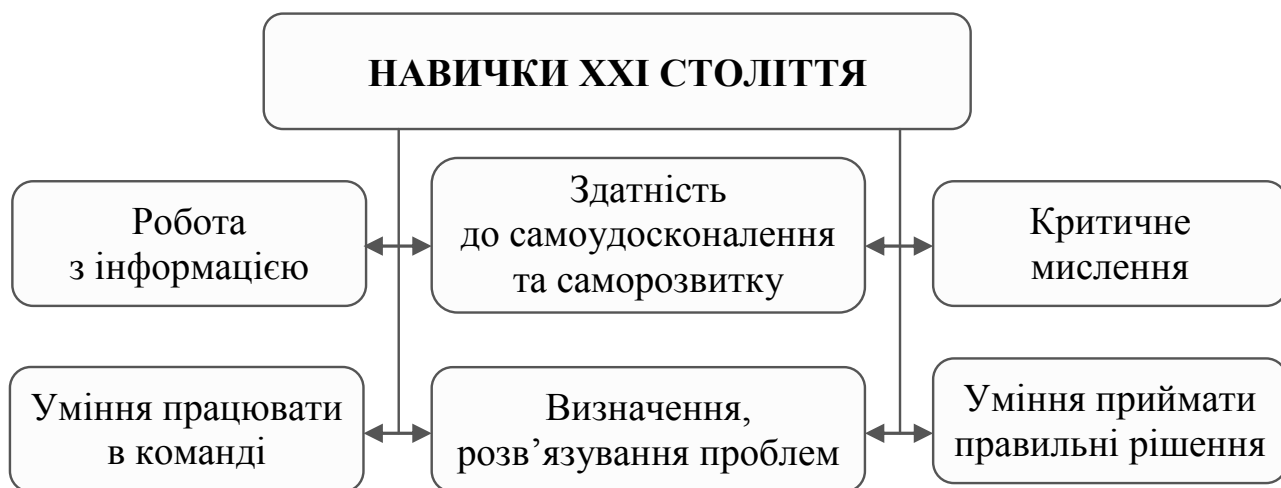 НАВИЧКИ ХХІ СТОЛІТТЯ
Робота
з інформацією
Здатність
до самоудосконалення
та саморозвитку
Критичне
мислення
Уміння працювати
в команді
Визначення,
розв’язування проблем
Уміння приймати
правильні рішення